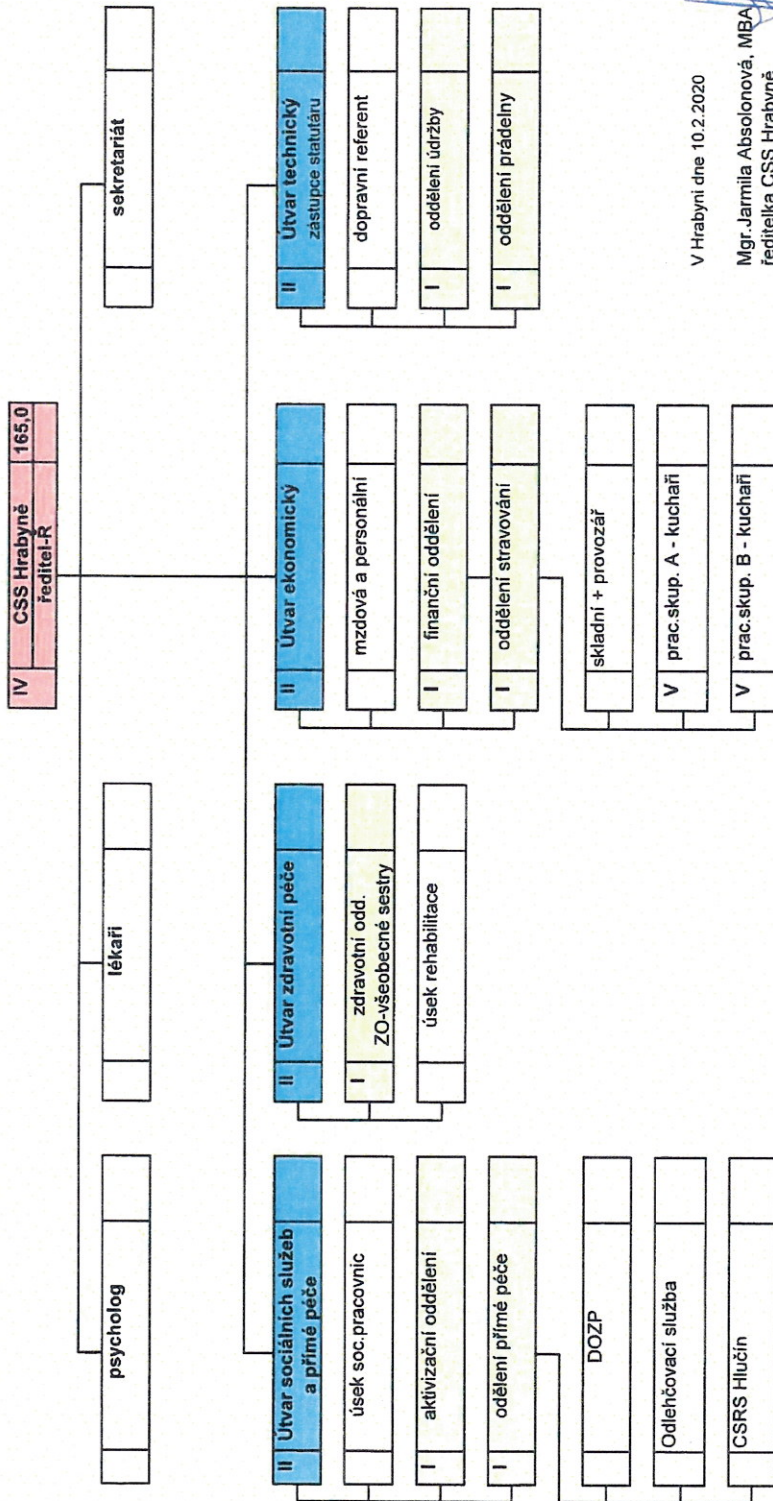 IV CSS Hrabyně 165,0
ředitel-R
psycholog
lékaři
sekretariát
II Útvar sociálních služeb
a přímé péče
úsek soc.pracovnic
I aktivizační oddělení
I odělení přímé péče
DOZP
Odlehčovací služba
CSRS Hlučín
II Útvar zdravotní péče
I zdravotní odd.
ZO-všeobecné sestry
úsek rehabilitace
II Útvar ekonomický
mzdová a personální
I finanční oddělení
I oddělení stravování
skladní + provozář
V prac.skup. A - kuchaři
V prac.skup. B - kuchaři
II Útvar technický
zástupce statutáru
dopravní referent
I oddělení údržby
I oddělení prádelny
V Hrabyni dne 10.2.2020
Mgr.Jarmila Absolonová, MBA
ředitelka CSS Hrabyně